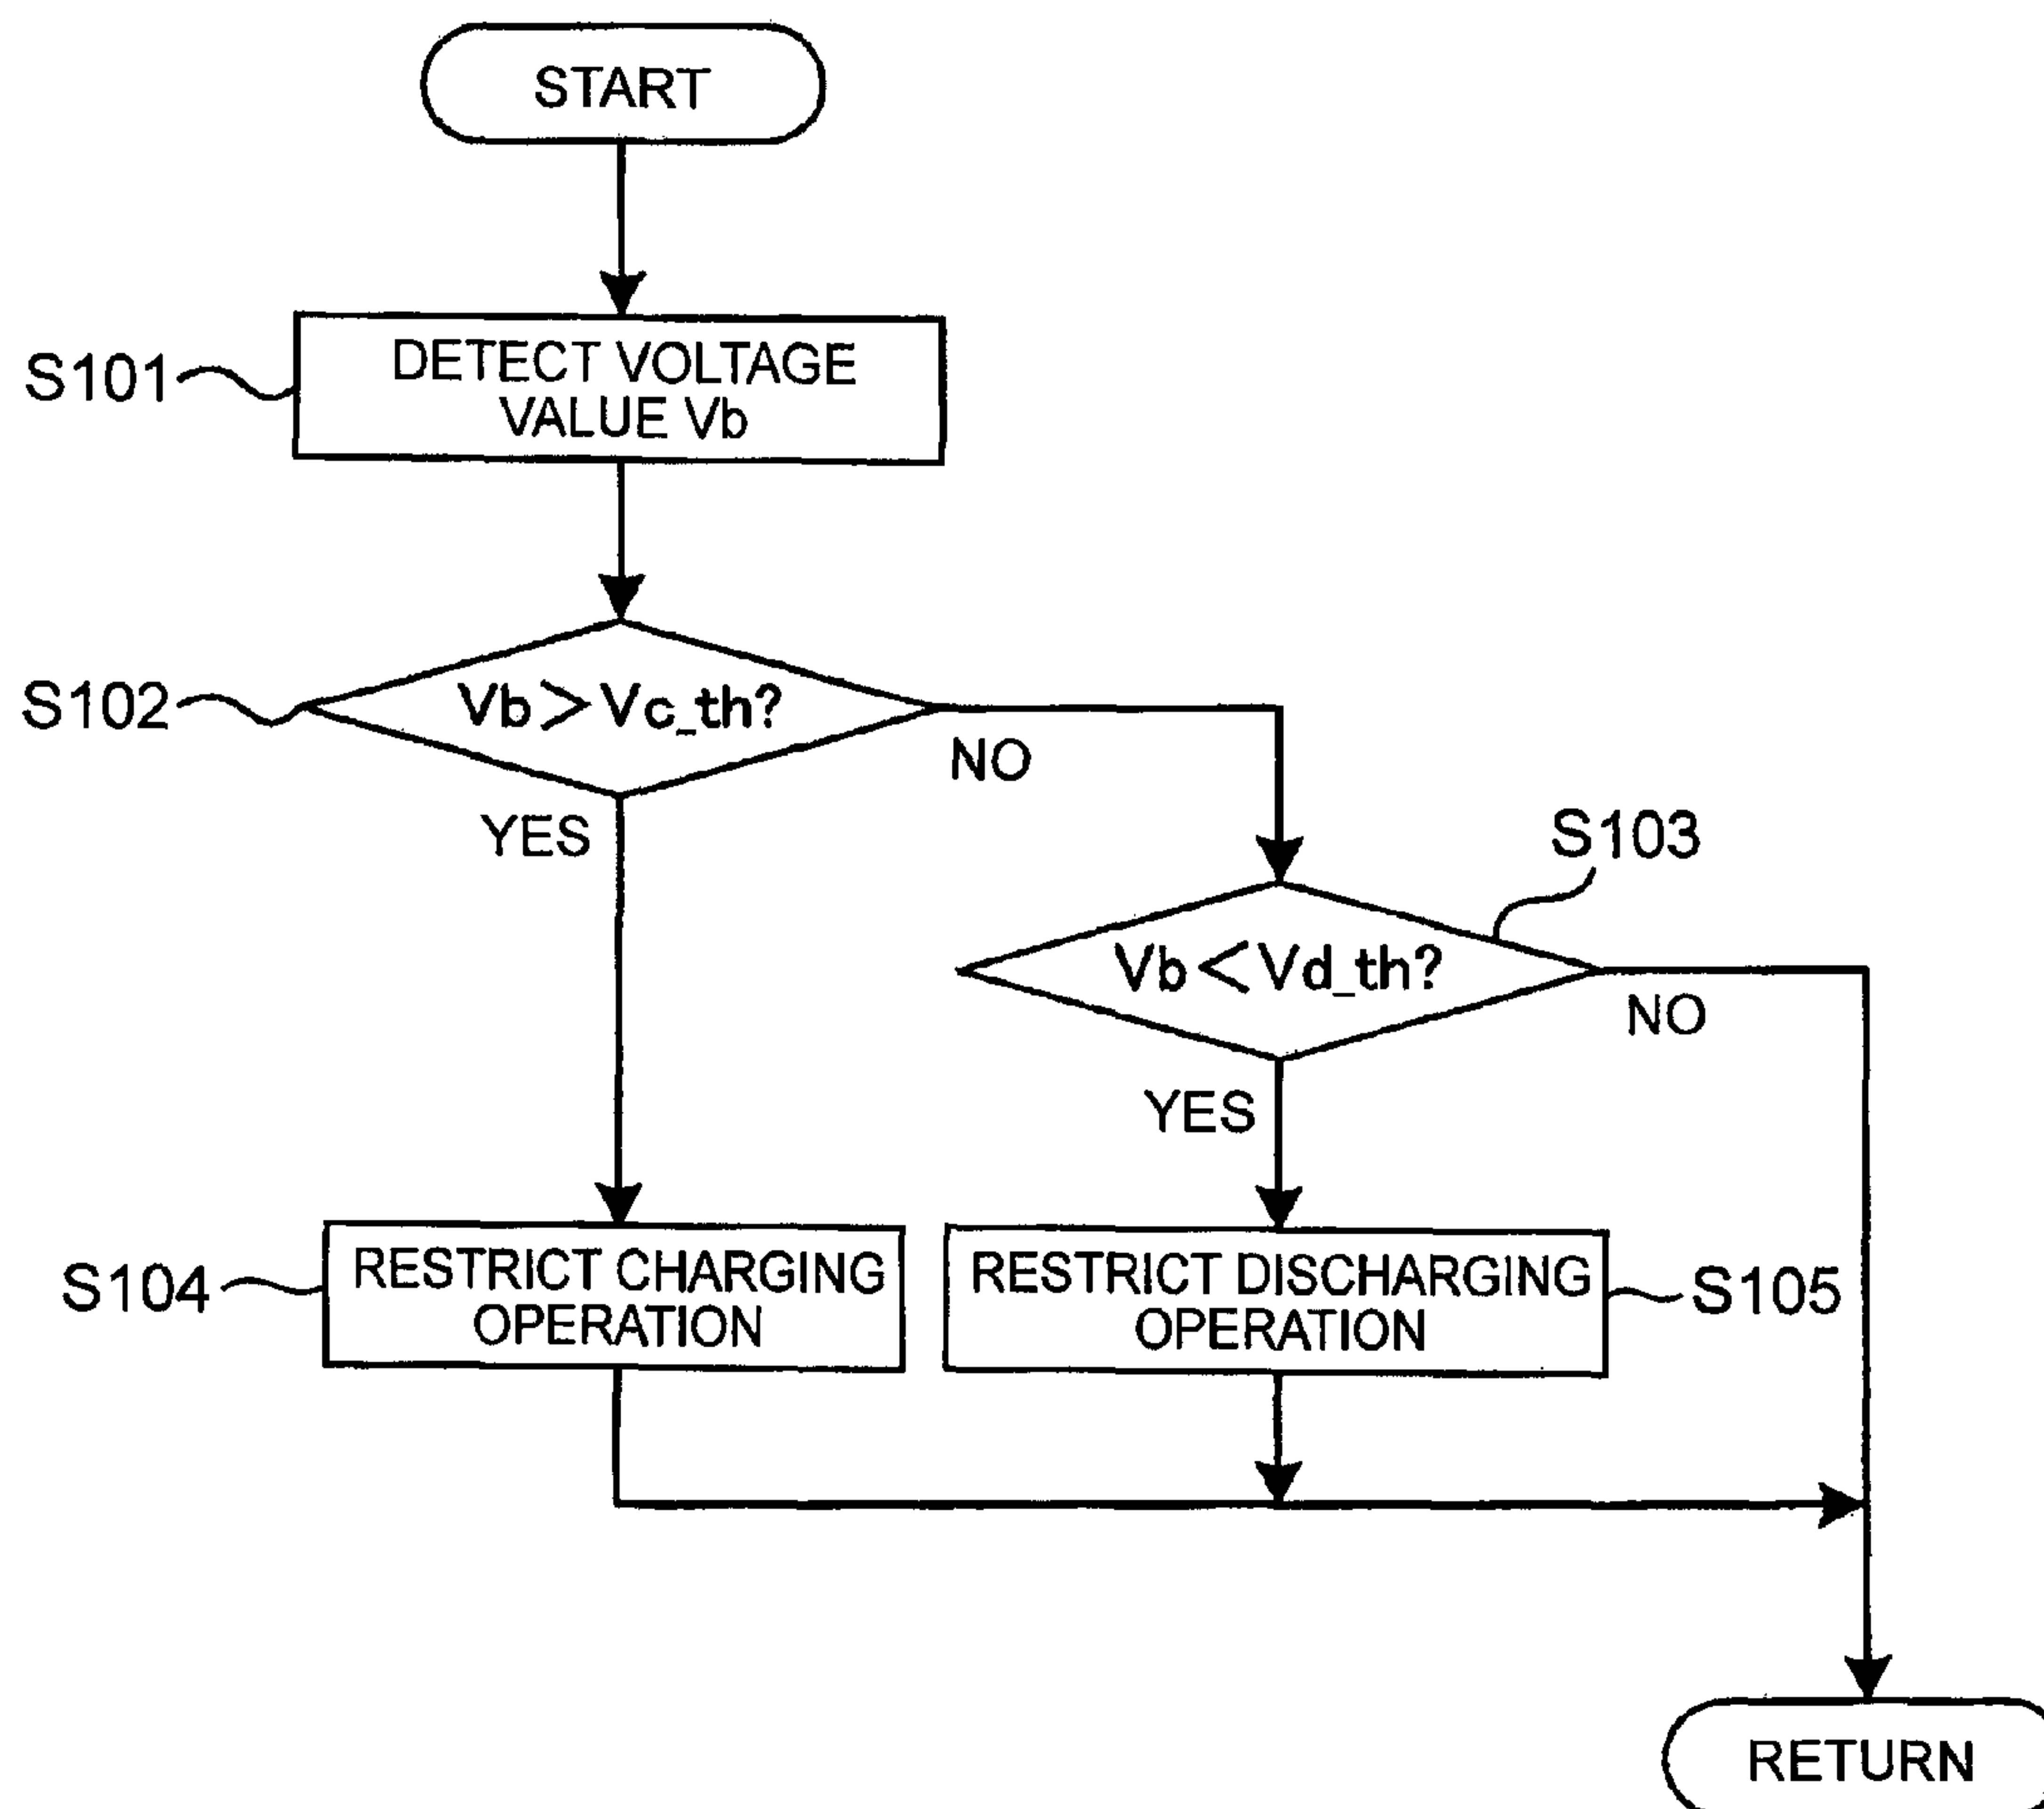 START
S101
DETECT VOLTAGE
VALUE Vb
S102
Vb > Vc_th?
NO
YES
S103
Vb < Vd_th?
NO
YES
S104
RESTRICT CHARGING
OPERATION
RESTRICT DISCHARGING
OPERATION
S105
RETURN